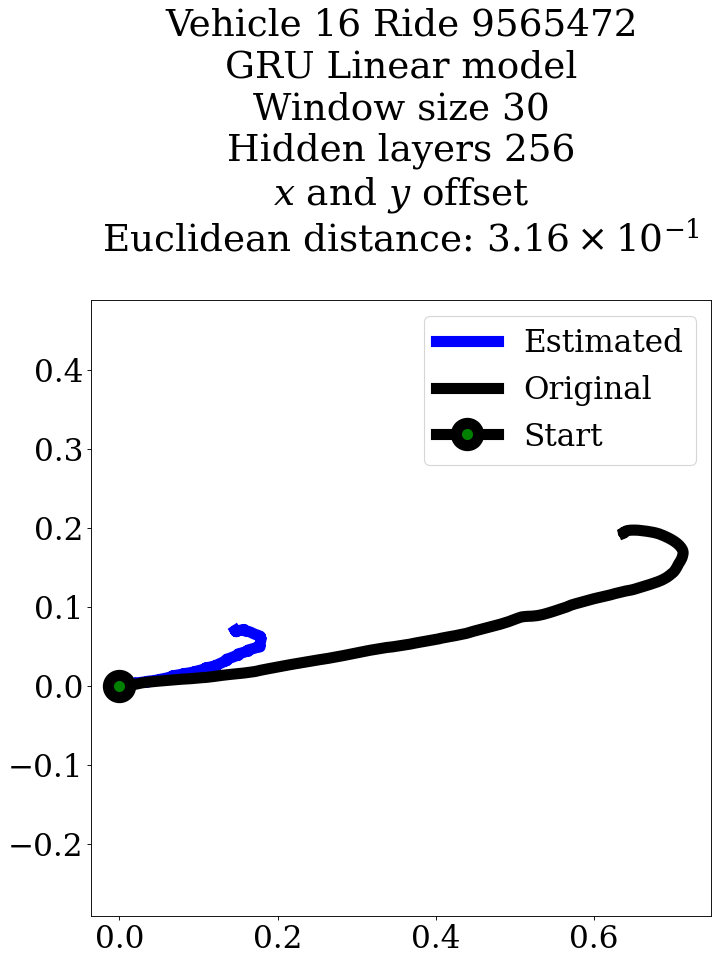 Vehicle 16 Ride 9565472
GRU Linear model
Window size 30
Hidden layers 256
x and y offset
Euclidean distance: 3.16 × 10⁻¹
Estimated
Original
Start
0.4
0.3
0.2
0.1
0.0
−0.1
−0.2
0.0 0.2 0.4 0.6